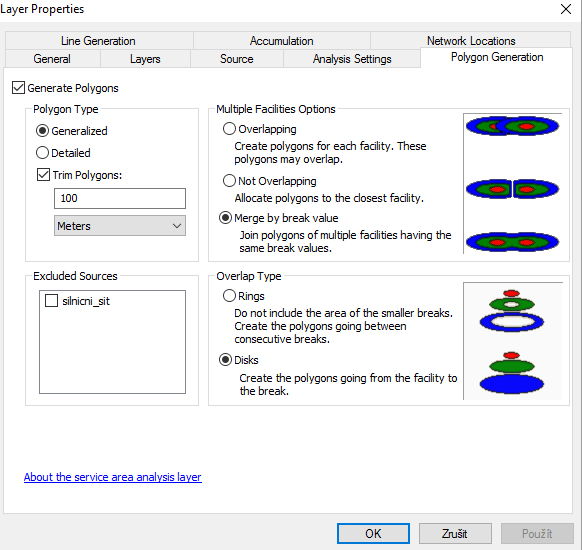 Layer Properties
Line Generation
Accumulation
Network Locations
General
Layers
Source
Analysis Settings
Polygon Generation
Generate Polygons
Polygon Type
Generalized
Detailed
Trim Polygons:
100
Meters
Multiple Facilities Options
Overlapping
Create polygons for each facility. These
polygons may overlap.
Not Overlapping
Allocate polygons to the closest facility.
Merge by break value
Join polygons of multiple facilities having the
same break values.
Excluded Sources
silnicni_sit
Overlap Type
Rings
Do not include the area of the smaller breaks.
Create the polygons going between
consecutive breaks.
Disks
Create the polygons going from the facility to
the break.
About the service area analysis layer
OK
Zrušit
Použít